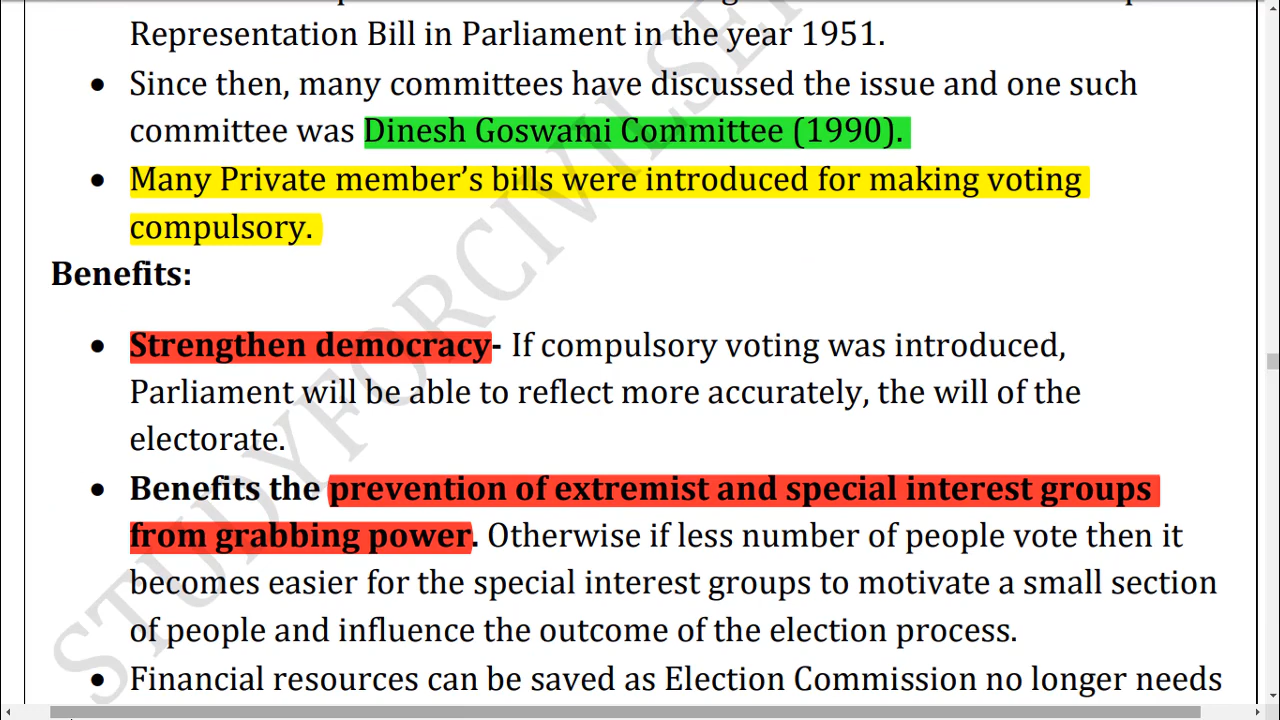 Representation Bill in Parliament in the year 1951.
• Since then, many committees have discussed the issue and one such
committee was Dinesh Goswami Committee (1990).
• Many Private member’s bills were introduced for making voting
compulsory.
Benefits:
• Strengthen democracy- If compulsory voting was introduced,
Parliament will be able to reflect more accurately, the will of the
electorate.
• Benefits the prevention of extremist and special interest groups
from grabbing power. Otherwise if less number of people vote then it
becomes easier for the special interest groups to motivate a small section
of people and influence the outcome of the election process.
• Financial resources can be saved as Election Commission no longer needs
STUDYFORCIVILSE